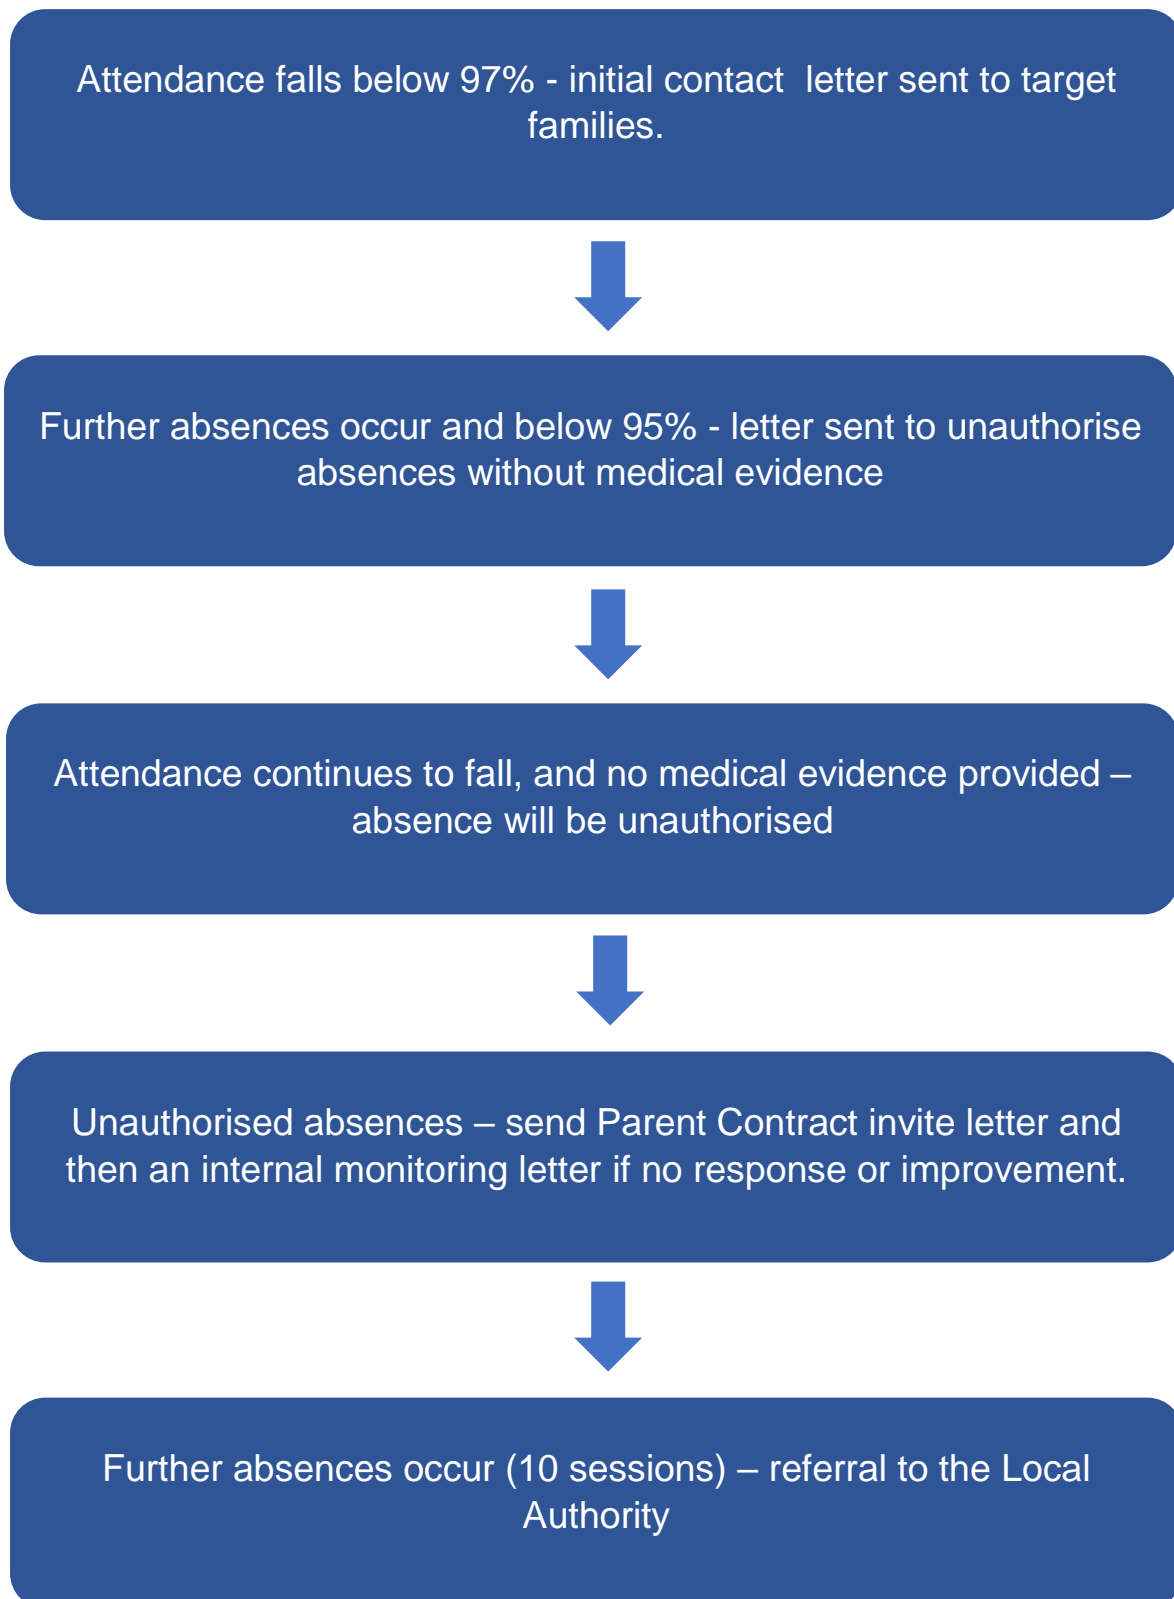 Attendance falls below 97% - initial contact  letter sent to target
families.
Further absences occur and below 95% - letter sent to unauthorise
absences without medical evidence
Attendance continues to fall, and no medical evidence provided –
absence will be unauthorised
Unauthorised absences – send Parent Contract invite letter and
then an internal monitoring letter if no response or improvement.
Further absences occur (10 sessions) – referral to the Local
Authority